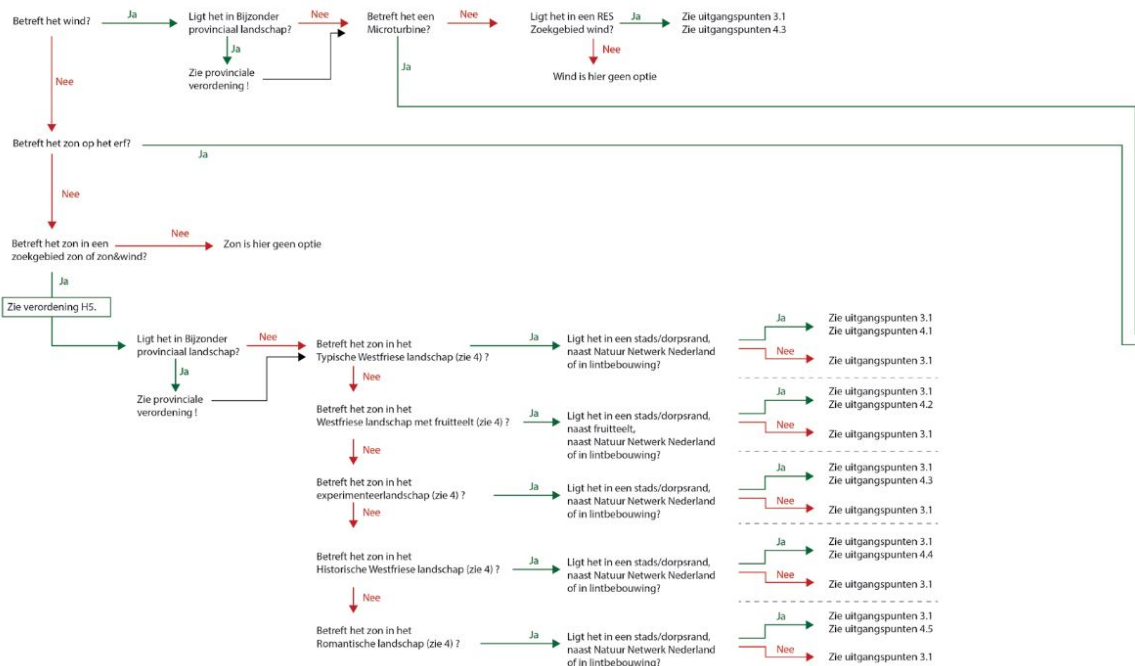 Betreft het wind?
Ja
Ligt het in Bijzonder
provinciaal landschap?
Nee
Betreft het een
Microturbine?
Nee
Ligt het in een RES
Zoekgebied wind?
Ja
Zie uitgangspunten 3.1
Zie uitgangspunten 4.3
Ja
Zie provinciale
verordening !
Nee
Wind is hier geen optie
Ja
Nee
Betreft het zon op het erf?
Ja
Nee
Betreft het zon in een
zoekgebied zon of zon&wind?
Nee
Zon is hier geen optie
Ja
Zie verordening H5.
Ligt het in Bijzonder
provinciaal landschap?
Nee
Ja
Zie provinciale
verordening !
Betreft het zon in het
Typische Westfriese landschap (zie 4) ?
Ja
Ligt het in een stads/dorpsrand,
naast Natuur Netwerk Nederland
of in lintbebouwing?
Ja
Zie uitgangspunten 3.1
Zie uitgangspunten 4.1
Nee
Zie uitgangspunten 3.1
Nee
Betreft het zon in het
Westfriese landschap met fruitteelt (zie 4) ?
Ja
Ligt het in een stads/dorpsrand,
naast fruitteelt,
naast Natuur Netwerk Nederland
of in lintbebouwing?
Ja
Zie uitgangspunten 3.1
Zie uitgangspunten 4.2
Nee
Zie uitgangspunten 3.1
Nee
Betreft het zon in het
experimenteerlandschap (zie 4) ?
Ja
Ligt het in een stads/dorpsrand,
naast Natuur Netwerk Nederland
of in lintbebouwing?
Ja
Zie uitgangspunten 3.1
Zie uitgangspunten 4.3
Nee
Zie uitgangspunten 3.1
Nee
Betreft het zon in het
Historische Westfriese landschap (zie 4) ?
Ja
Ligt het in een stads/dorpsrand,
naast Natuur Netwerk Nederland
of in lintbebouwing?
Ja
Zie uitgangspunten 3.1
Zie uitgangspunten 4.4
Nee
Zie uitgangspunten 3.1
Nee
Betreft het zon in het
Romantische landschap (zie 4) ?
Ja
Ligt het in een stads/dorpsrand,
naast Natuur Netwerk Nederland
of in lintbebouwing?
Ja
Zie uitgangspunten 3.1
Zie uitgangspunten 4.5
Nee
Zie uitgangspunten 3.1